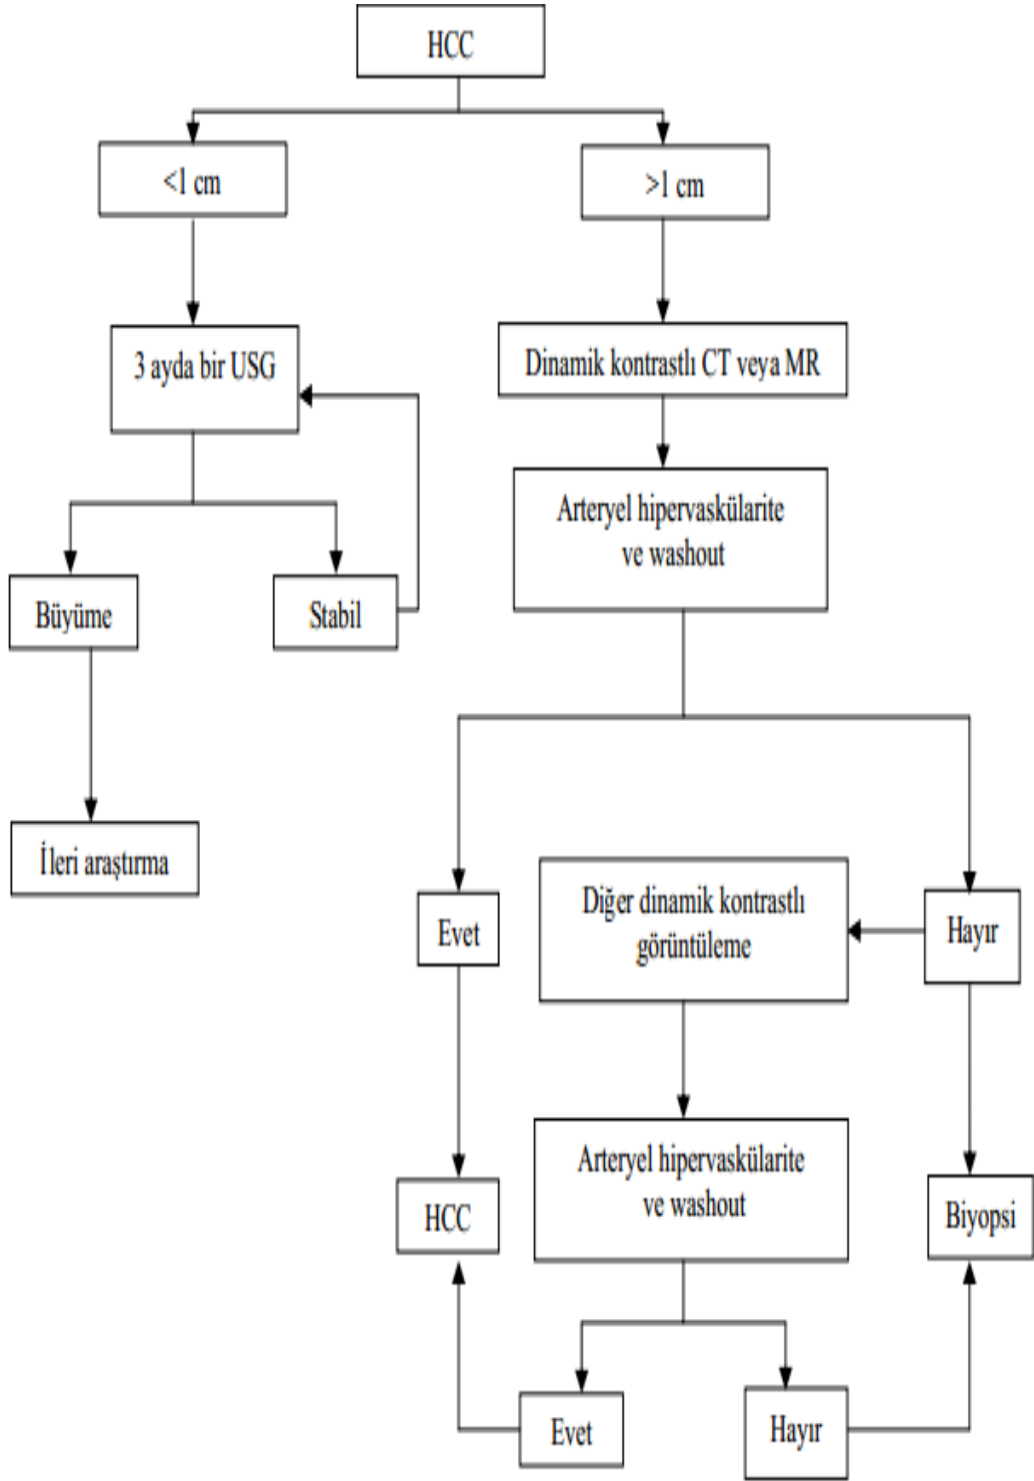 HCC
<1 cm
>1 cm
3 ayda bir USG
Dinamik kontrastlı CT veya MR
Arteryel hipervaskülarite
ve washout
Büyüme
Stabil
İleri araştırma
Evet
Diğer dinamik kontrastlı
görüntüleme
Hayır
HCC
Arteryel hipervaskülarite
ve washout
Biyopsi
Evet
Hayır